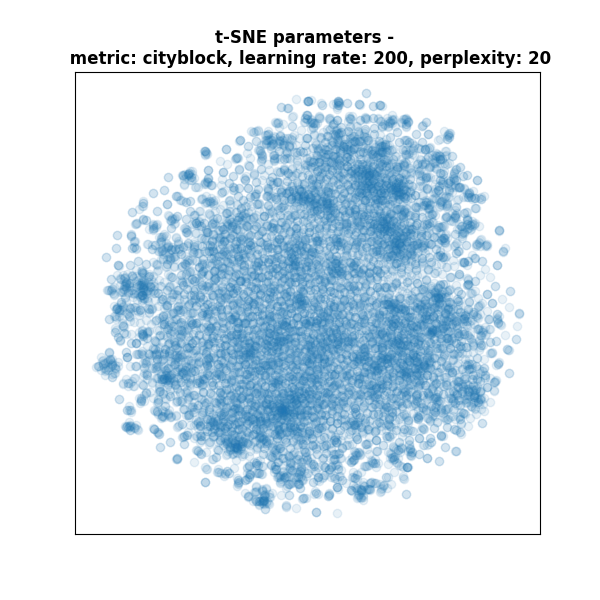 t-SNE parameters -
metric: cityblock, learning rate: 200, perplexity: 20